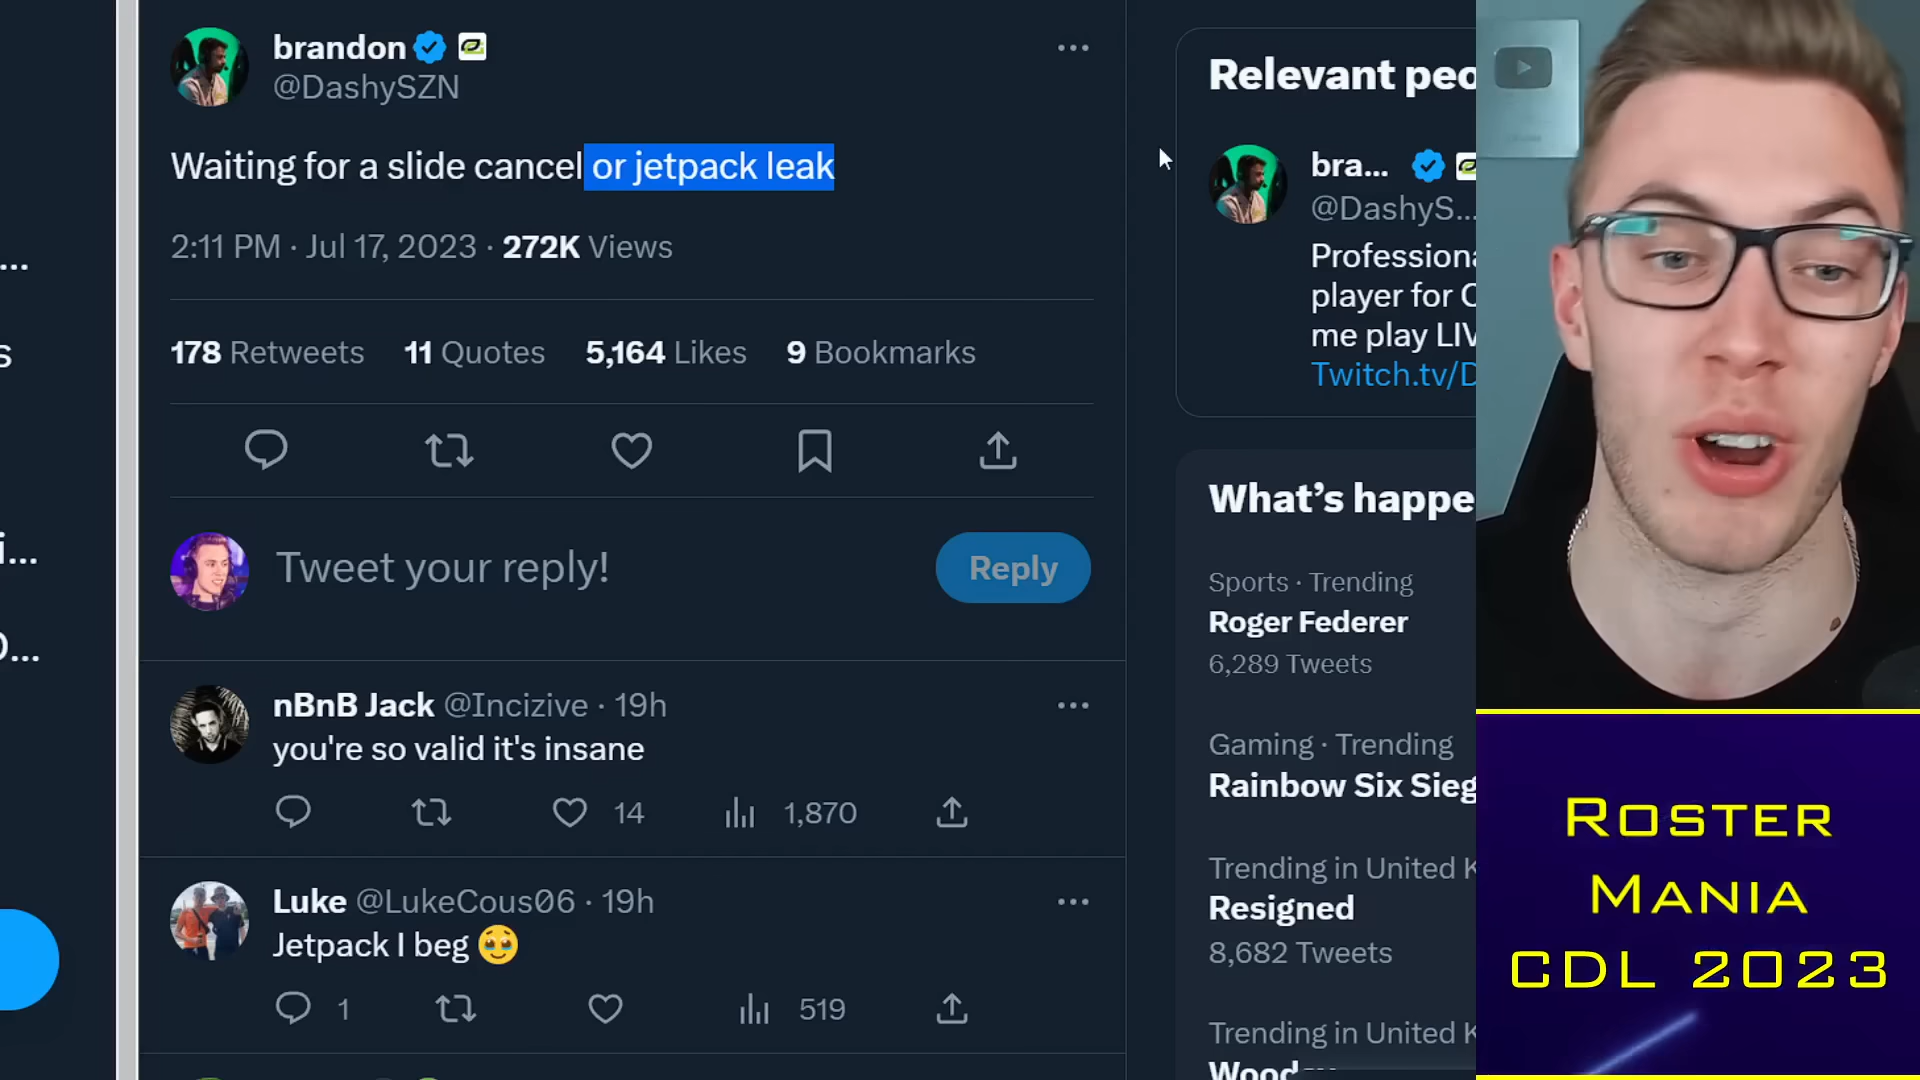 brandon
@DashySZN
Waiting for a slide cancel or jetpack leak
2:11 PM · Jul 17, 2023 · 272K Views
178 Retweets 11 Quotes 5,164 Likes 9 Bookmarks
Tweet your reply!
Reply
nBnB Jack @Incizive · 19h
you're so valid it's insane
14 1,870
Luke @LukeCous06 · 19h
Jetpack I beg 🥹
1 519
Relevant peo
bra...
@DashyS...
Professiona
player for
me play LIV
Twitch.tv/D
What's happe
Sports · Trending
Roger Federer
6,289 Tweets
Gaming · Trending
Rainbow Six Sieg
Trending in United K
Resigned
8,682 Tweets
Trending in United K
ROSTER
MANIA
CDL 2023